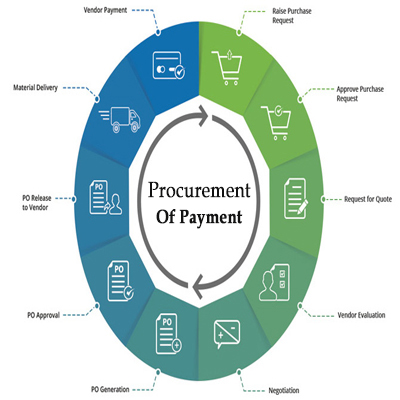 Vendor Payment
Raise Purchase
Request
Material Delivery
Approve Purchase
Request
Procurement
Of Payment
PO
PO Release
to Vendor
Request for Quote
PO
PO Approval
Vendor Evaluation
PO
PO Generation
Negotiation